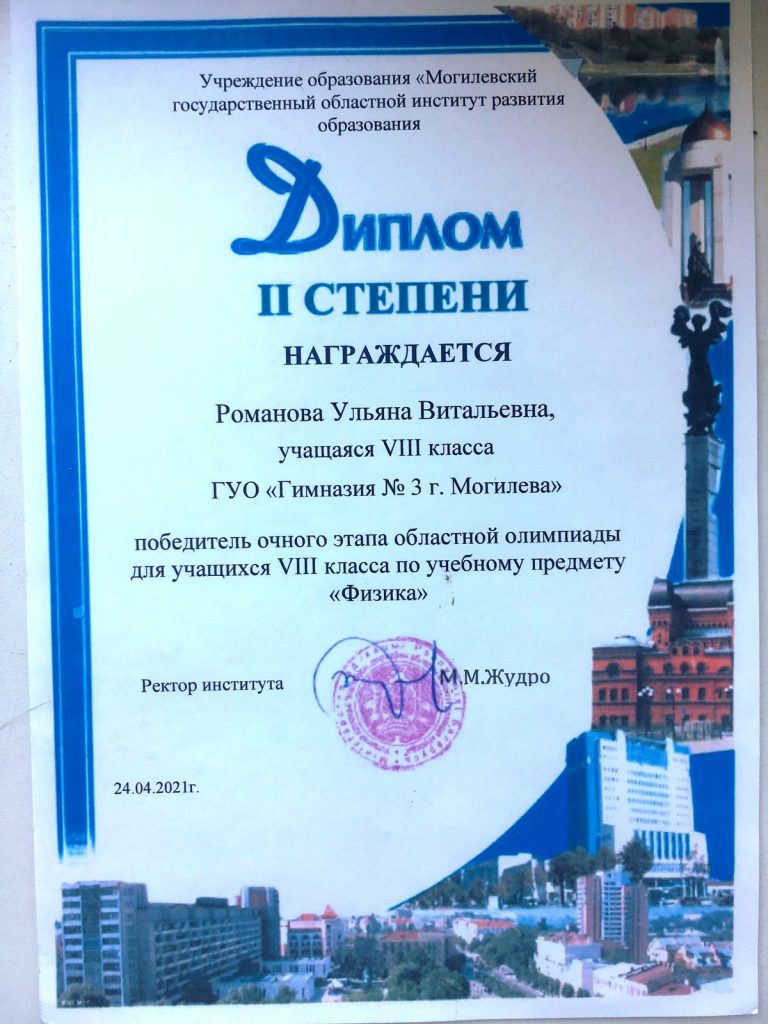 Учреждение образования «Могилевский
государственный областной институт развития
образования
Диплом
II СТЕПЕНИ
НАГРАЖДАЕТСЯ
Романова Ульяна Витальевна,
учащаяся VIII класса
ГУО «Гимназия № 3 г. Могилева»
победитель очного этапа областной олимпиады
для учащихся VIII класса по учебному предмету
«Физика»
Ректор института М.М.Жудро
24.04.2021г.